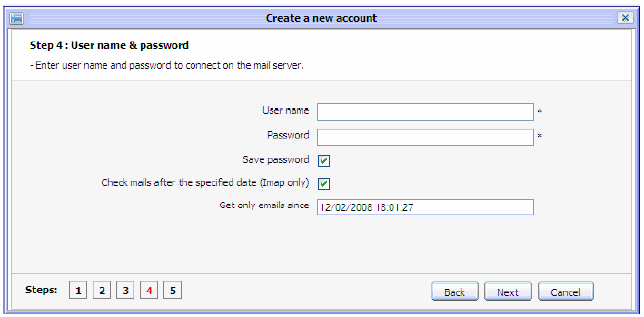 Create a new account
Step 4 : User name & password
- Enter user name and password to connect on the mail server.
User name *
Password *
Save password
Check mails after the specified date (Imap only)
Get only emails since 12/02/2008 18:01:27
Steps: 1 2 3 4 5 Back Next Cancel